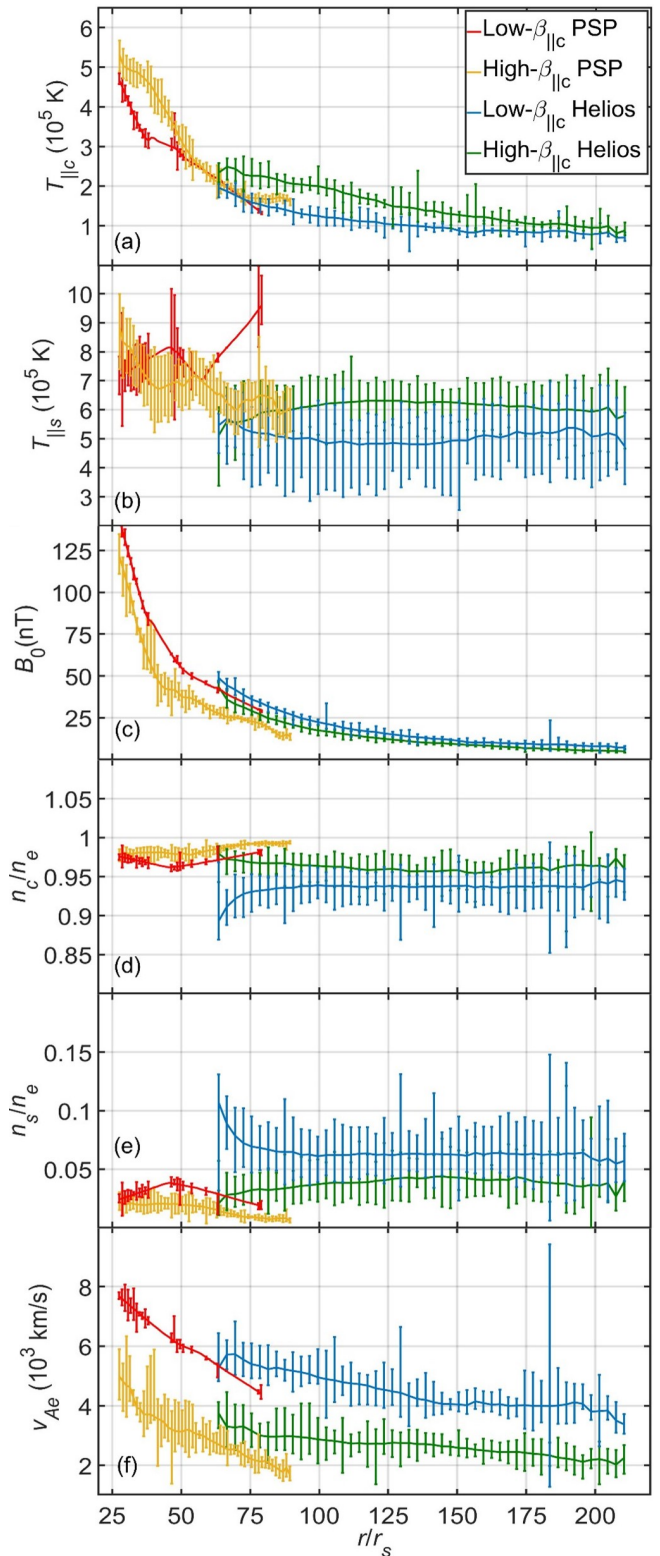 Low-β||c PSP
High-β||c PSP
Low-β||c Helios
High-β||c Helios
6
5
4
3
2
1
T||c (10^5 K)
(a)
10
9
8
7
6
5
4
3
T||s (10^5 K)
(b)
125
100
75
50
25
B0(nT)
(c)
1.05
1
0.95
0.9
0.85
nc/ne
(d)
0.15
0.1
0.05
ns/ne
(e)
8
6
4
2
vAe (10^3 km/s)
(f)
25 50 75 100 125 150 175 200
r/rs